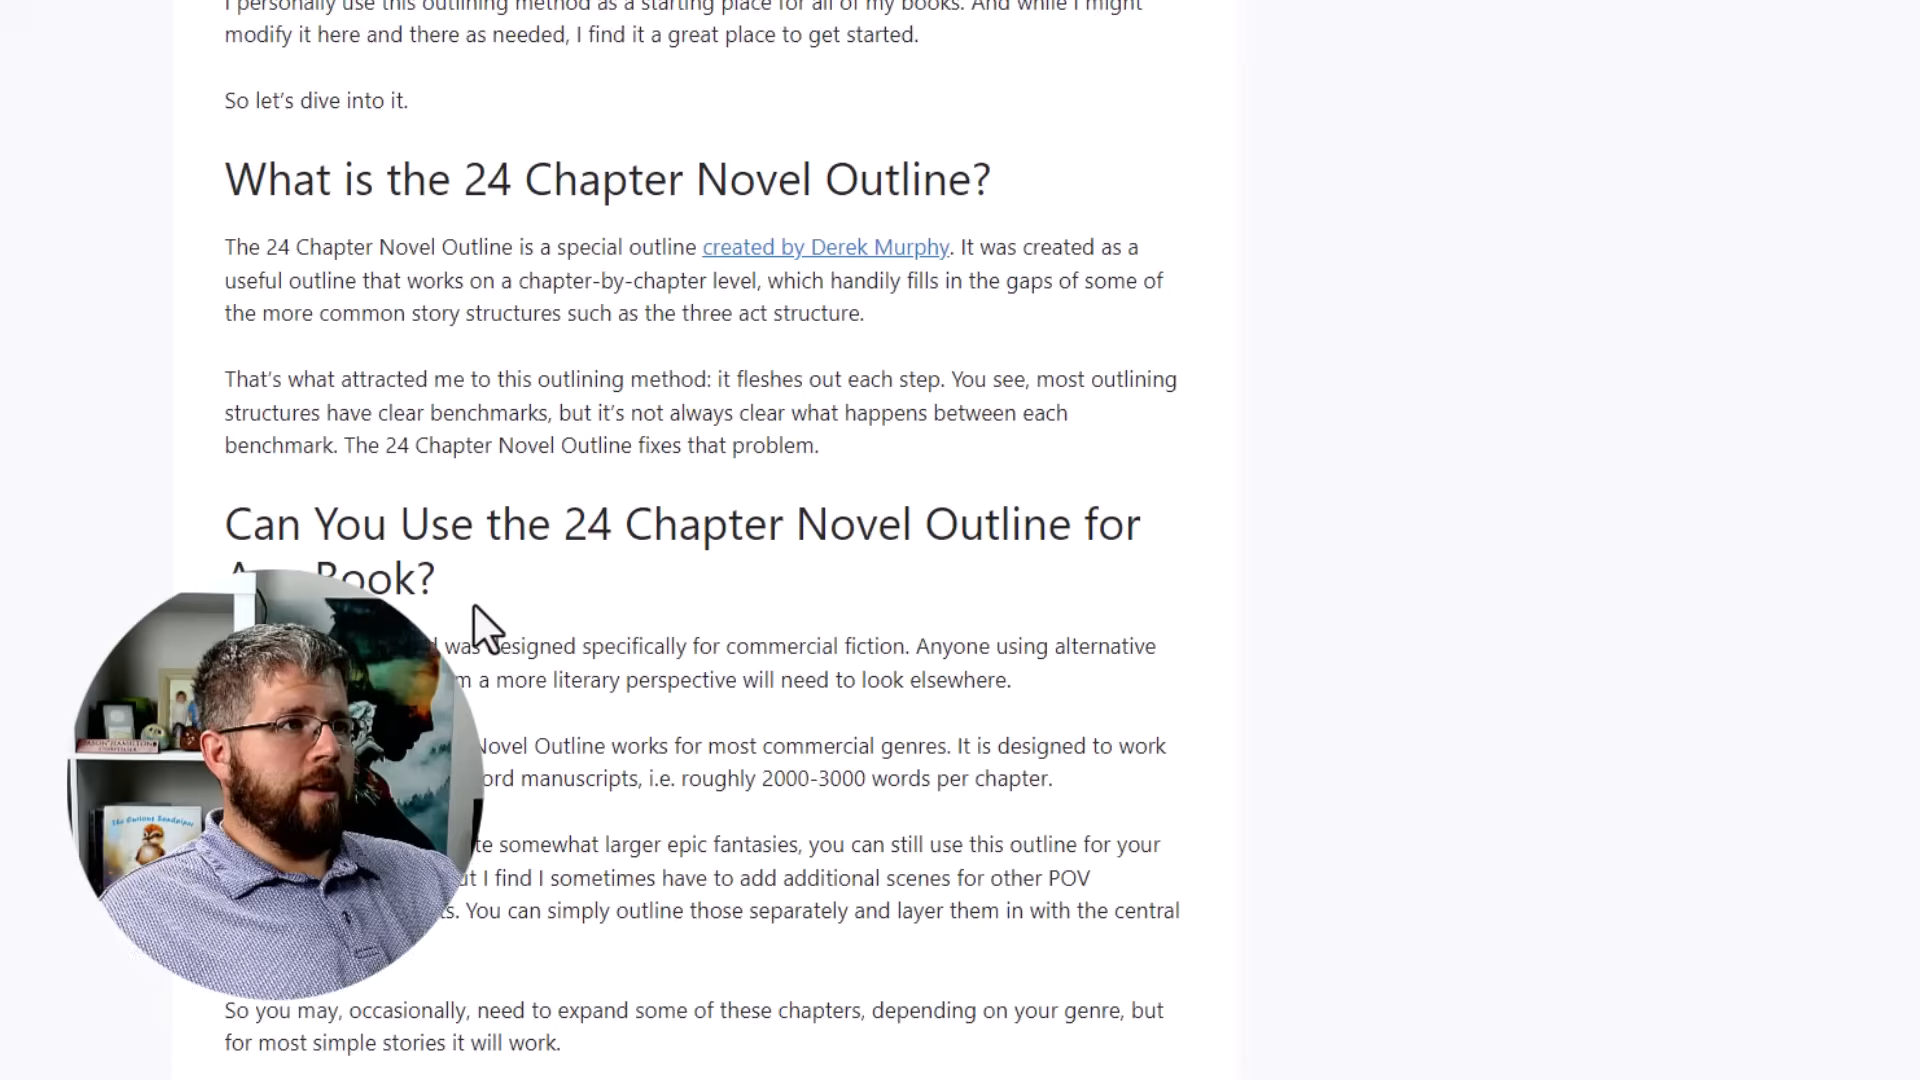 I personally use this outlining method as a starting place for all of my books. And while I might
modify it here and there as needed, I find it a great place to get started.
So let's dive into it.
What is the 24 Chapter Novel Outline?
The 24 Chapter Novel Outline is a special outline created by Derek Murphy. It was created as a
useful outline that works on a chapter-by-chapter level, which handily fills in the gaps of some of
the more common story structures such as the three act structure.
That's what attracted me to this outlining method: it fleshes out each step. You see, most outlining
structures have clear benchmarks, but it's not always clear what happens between each
benchmark. The 24 Chapter Novel Outline fixes that problem.
Can You Use the 24 Chapter Novel Outline for
Book?
was designed specifically for commercial fiction. Anyone using alternative
a more literary perspective will need to look elsewhere.
Novel Outline works for most commercial genres. It is designed to work
manuscripts, i.e. roughly 2000-3000 words per chapter.
somewhat larger epic fantasies, you can still use this outline for your
I find I sometimes have to add additional scenes for other POV
You can simply outline those separately and layer them in with the central
The Curious Sandpiper
So you may, occasionally, need to expand some of these chapters, depending on your genre, but
for most simple stories it will work.